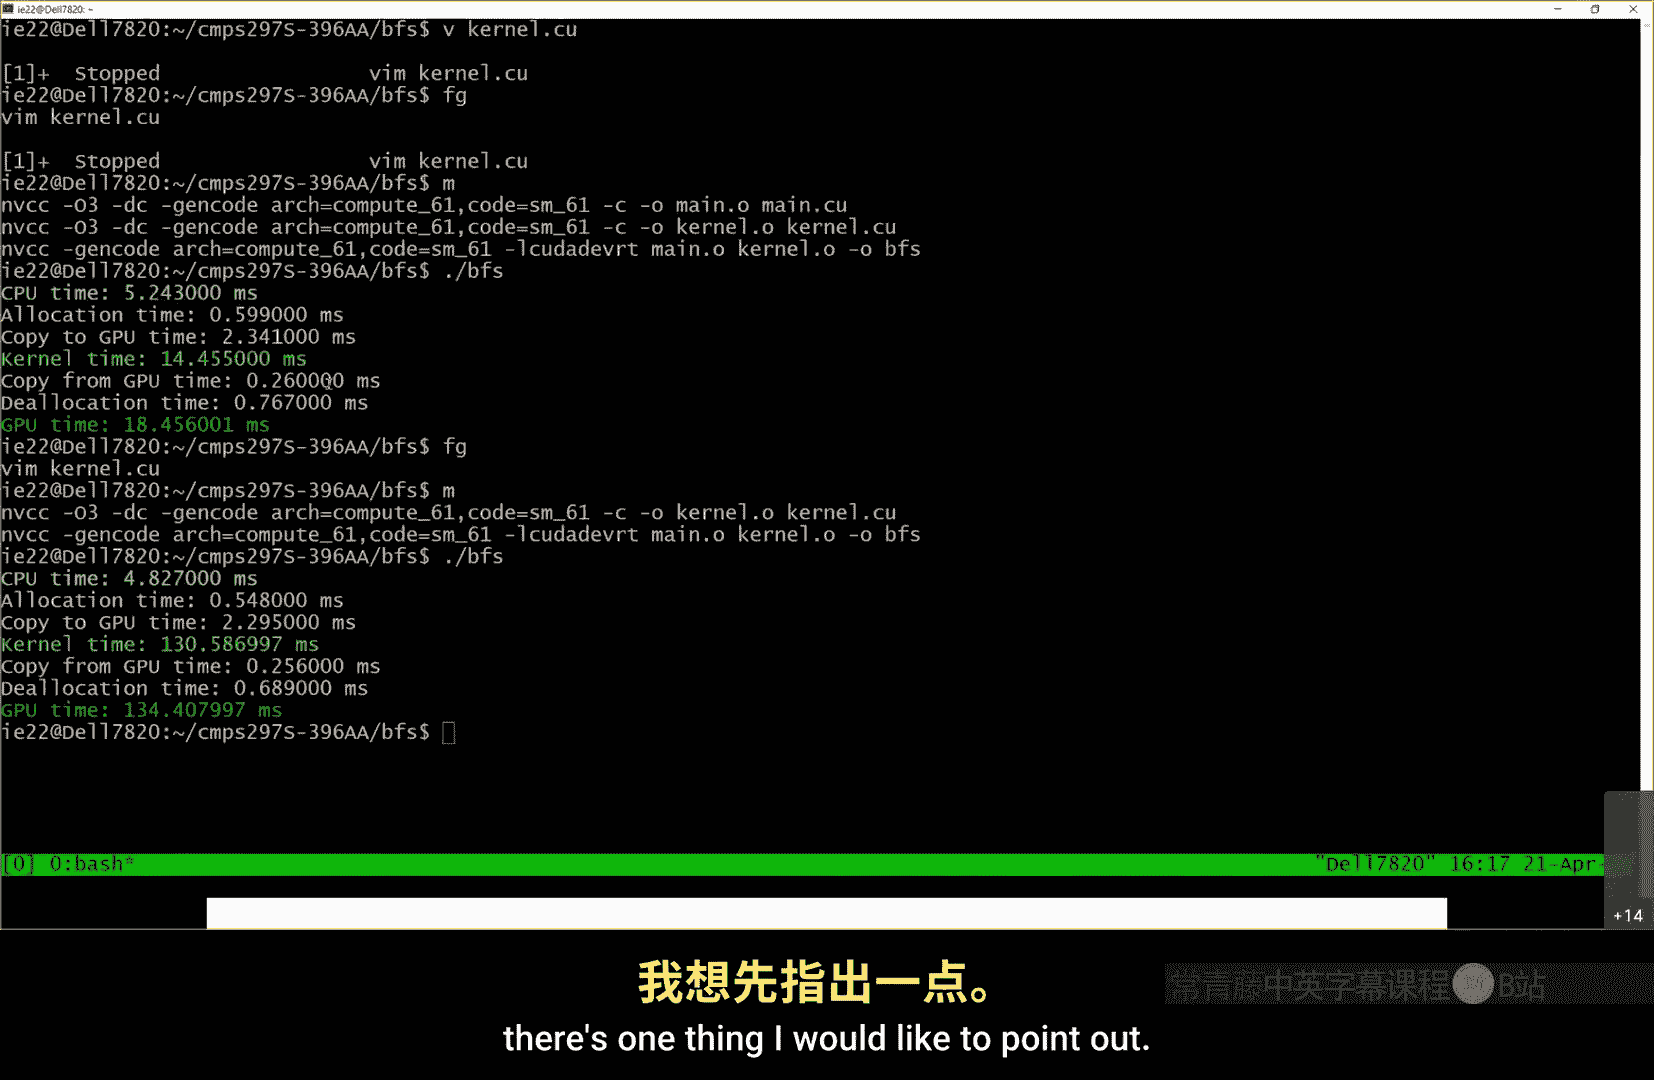 ie22@Dell7820: ~
ie22@Dell7820:~/cmps297S-396AA/bfs$ v kernel.cu
[1]+  Stopped                 vim kernel.cu
ie22@Dell7820:~/cmps297S-396AA/bfs$ fg
vim kernel.cu
[1]+  Stopped                 vim kernel.cu
ie22@Dell7820:~/cmps297S-396AA/bfs$ m
nvcc -O3 -dc -gencode arch=compute_61,code=sm_61 -c -o main.o main.cu
nvcc -O3 -dc -gencode arch=compute_61,code=sm_61 -c -o kernel.o kernel.cu
nvcc -gencode arch=compute_61,code=sm_61 -lcudadevrt main.o kernel.o -o bfs
ie22@Dell7820:~/cmps297S-396AA/bfs$ ./bfs
CPU time: 5.243000 ms
Allocation time: 0.599000 ms
Copy to GPU time: 2.341000 ms
Kernel time: 14.455000 ms
Copy from GPU time: 0.260000 ms
Deallocation time: 0.767000 ms
GPU time: 18.456001 ms
ie22@Dell7820:~/cmps297S-396AA/bfs$ fg
vim kernel.cu
ie22@Dell7820:~/cmps297S-396AA/bfs$ m
nvcc -O3 -dc -gencode arch=compute_61,code=sm_61 -c -o kernel.o kernel.cu
nvcc -gencode arch=compute_61,code=sm_61 -lcudadevrt main.o kernel.o -o bfs
ie22@Dell7820:~/cmps297S-396AA/bfs$ ./bfs
CPU time: 4.827000 ms
Allocation time: 0.548000 ms
Copy to GPU time: 2.295000 ms
Kernel time: 130.586997 ms
Copy from GPU time: 0.256000 ms
Deallocation time: 0.689000 ms
GPU time: 134.407997 ms
ie22@Dell7820:~/cmps297S-396AA/bfs$
[0] 0:bash* "Dell7820" 16:17 21-Apr-
+14
我想先指出一点。
常青藤中英字幕课程 B站
there's one thing I would like to point out.